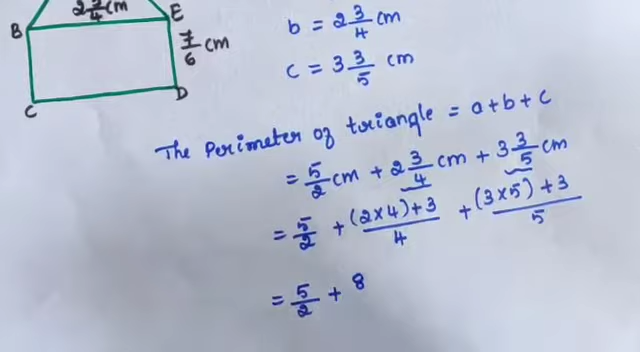 2 3/4 cm
B
E
7/6 cm
C
D
b = 2 3/4 cm
c = 3 3/5 cm
The Perimeter of triangle = a+b+c
= 5/2 cm + 2 3/4 cm + 3 3/5 cm
= 5/2 + (2×4)+3/4 + (3×5)+3/5
= 5/2 + 8